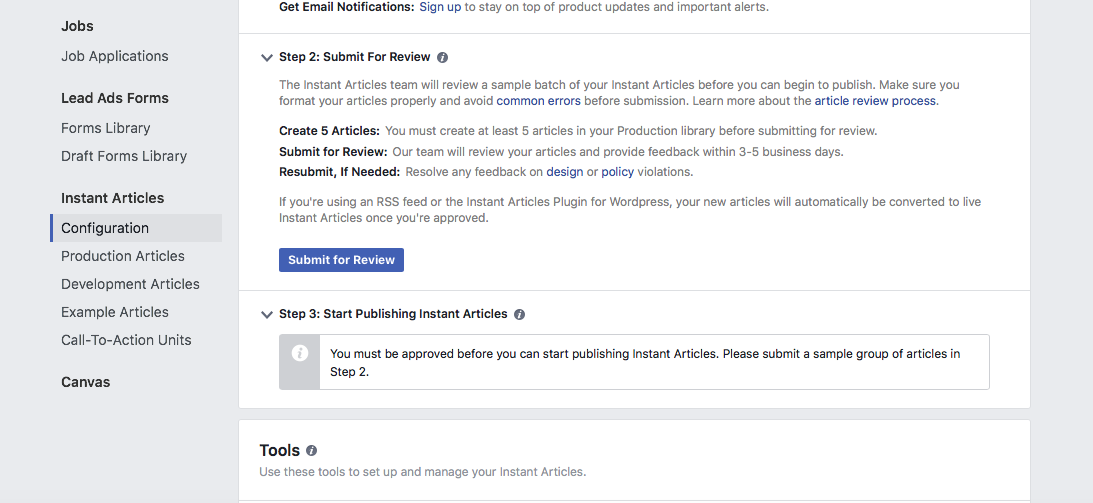 Jobs
Job Applications
Lead Ads Forms
Forms Library
Draft Forms Library
Instant Articles
Configuration
Production Articles
Development Articles
Example Articles
Call-To-Action Units
Canvas
Get Email Notifications: Sign up to stay on top of product updates and important alerts.
Step 2: Submit For Review
The Instant Articles team will review a sample batch of your Instant Articles before you can begin to publish. Make sure you
format your articles properly and avoid common errors before submission. Learn more about the article review process.
Create 5 Articles: You must create at least 5 articles in your Production library before submitting for review.
Submit for Review: Our team will review your articles and provide feedback within 3-5 business days.
Resubmit, If Needed: Resolve any feedback on design or policy violations.
If you're using an RSS feed or the Instant Articles Plugin for Wordpress, your new articles will automatically be converted to live
Instant Articles once you're approved.
Submit for Review
Step 3: Start Publishing Instant Articles
You must be approved before you can start publishing Instant Articles. Please submit a sample group of articles in
Step 2.
Tools
Use these tools to set up and manage your Instant Articles.